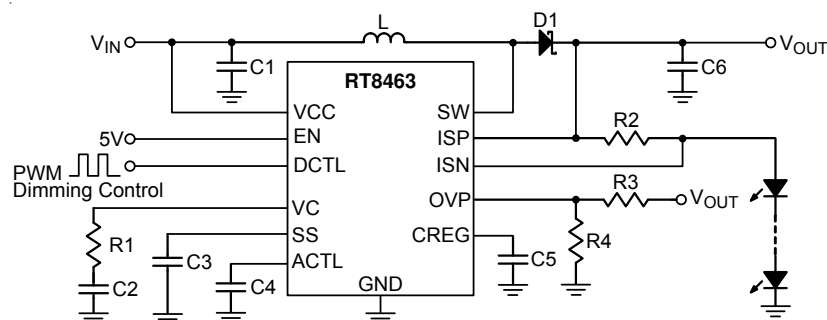 L
D1
VIN
VOUT
C1
C6
RT8463
VCC
SW
R2
5V
EN
ISP
PWM
DCTL
ISN
Dimming Control
R3
VC
OVP
VOUT
R1
SS
CREG
R4
C3
C5
C2
ACTL
C4
GND